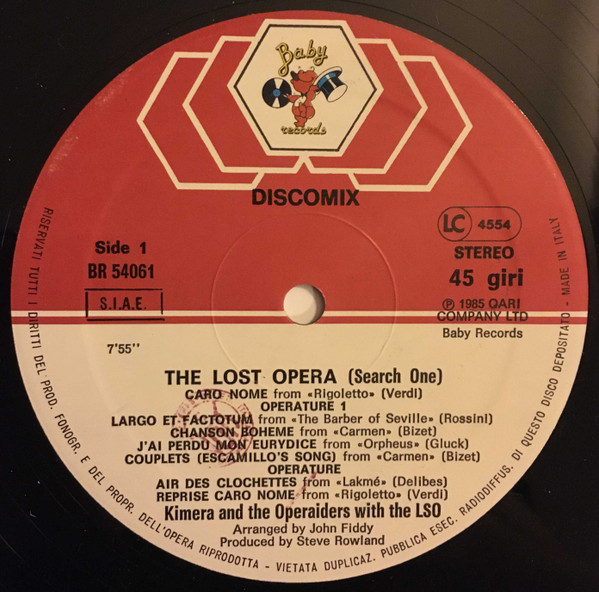 Baby
records
DISCOMIX
Side 1
BR 54061
S.I.A.E.
LC 4554
STEREO
45 giri
Ⓟ 1985 QARI
COMPANY LTD
Baby Records
7'55''
THE LOST OPERA (Search One)
CARO NOME from «Rigoletto» (Verdi)
OPERATURE 1
LARGO ET FACTOTUM from «The Barber of Seville» (Rossini)
CHANSON BOHEME from «Carmen» (Bizet)
J'AI PERDU MON EURYDICE from «Orpheus» (Gluck)
COUPLETS (ESCAMILLO'S SONG) from «Carmen» (Bizet)
OPERATURE
AIR DES CLOCHETTES from «Lakmé» (Delibes)
REPRISE CARO NOME from «Rigoletto» (Verdi)
Kimera and the Operaiders with the LSO
Arranged by John Fiddy
Produced by Steve Rowland
RISERVATI TUTTI I DIRITTI DEL PROD. FONOGR. E DEL PROPR. DELL'OPERA RIPRODOTTA - VIETATA DUPLICAZ. PUBBLICA ESEC. RADIODIFFUS. DI QUESTO DISCO DEPOSITATO - MADE IN ITALY